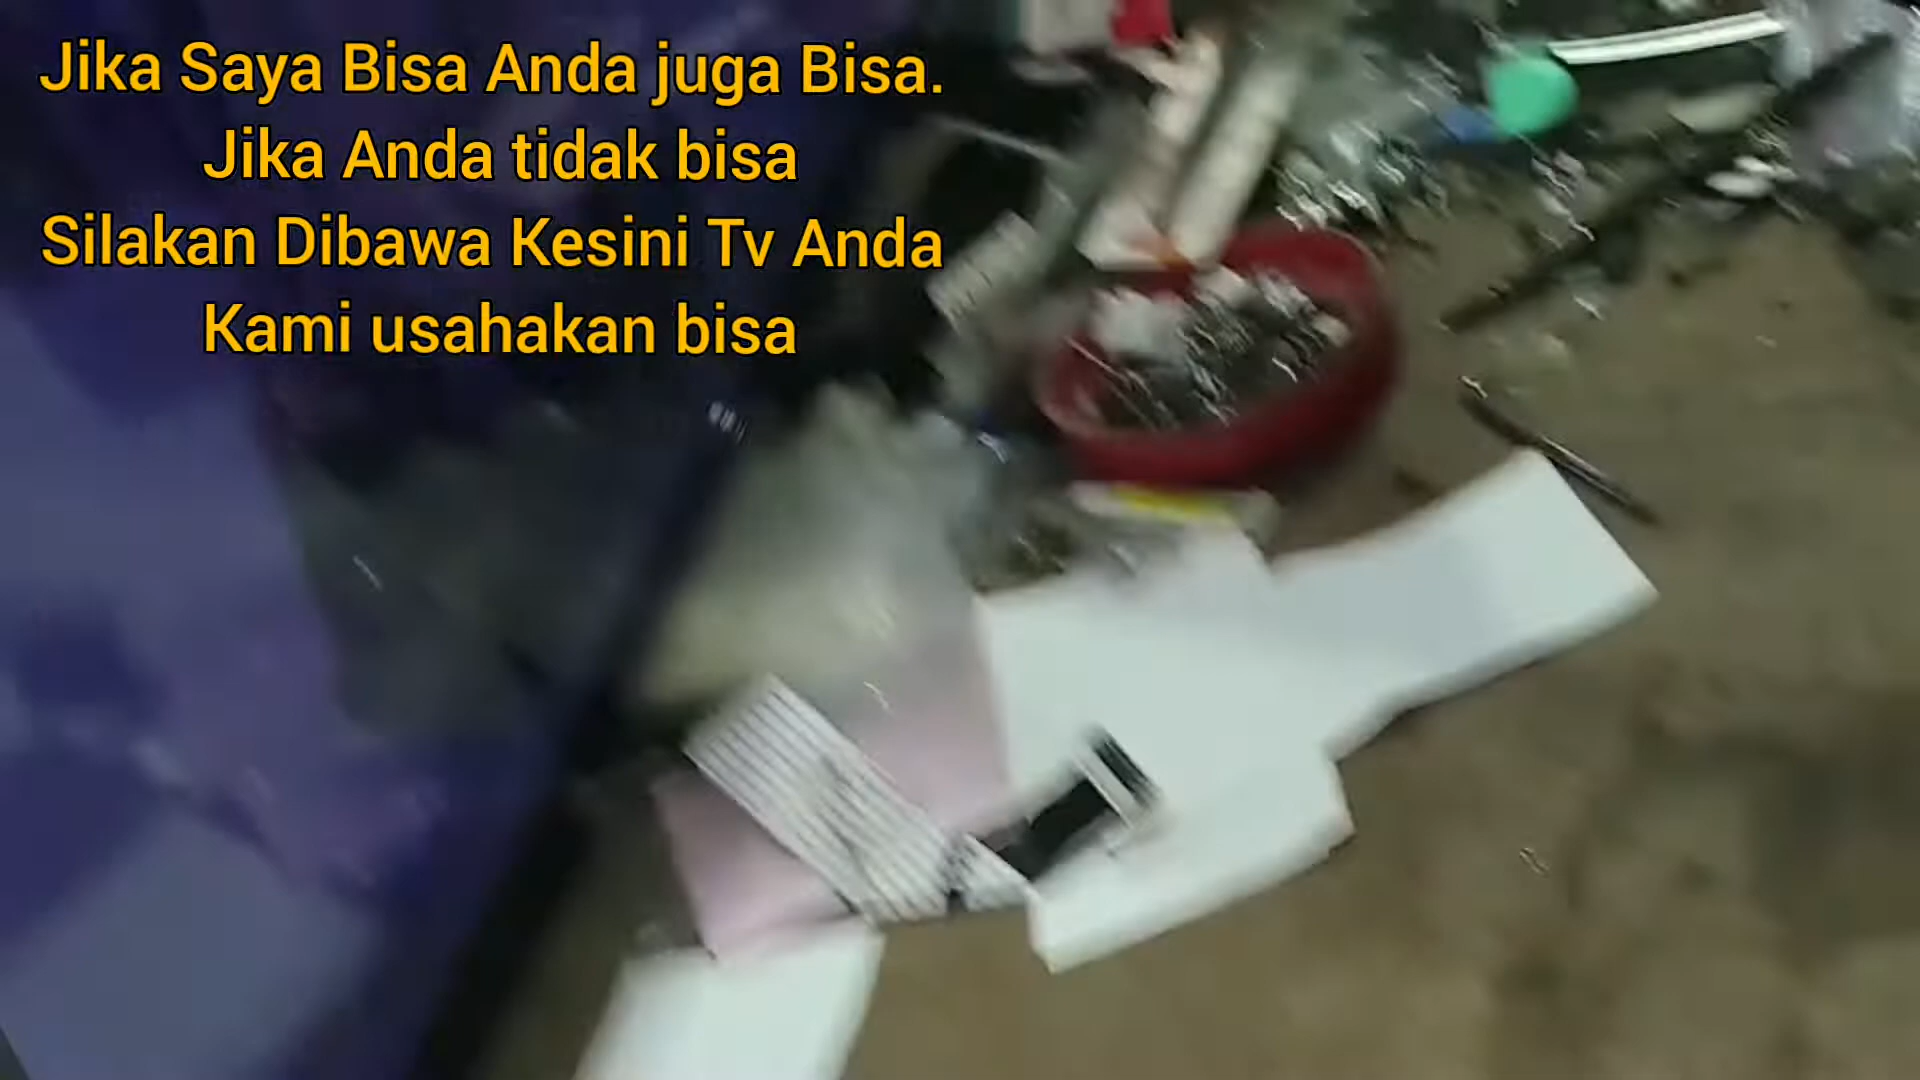 Jika Saya Bisa Anda juga Bisa.
Jika Anda tidak bisa
Silakan Dibawa Kesini Tv Anda
Kami usahakan bisa